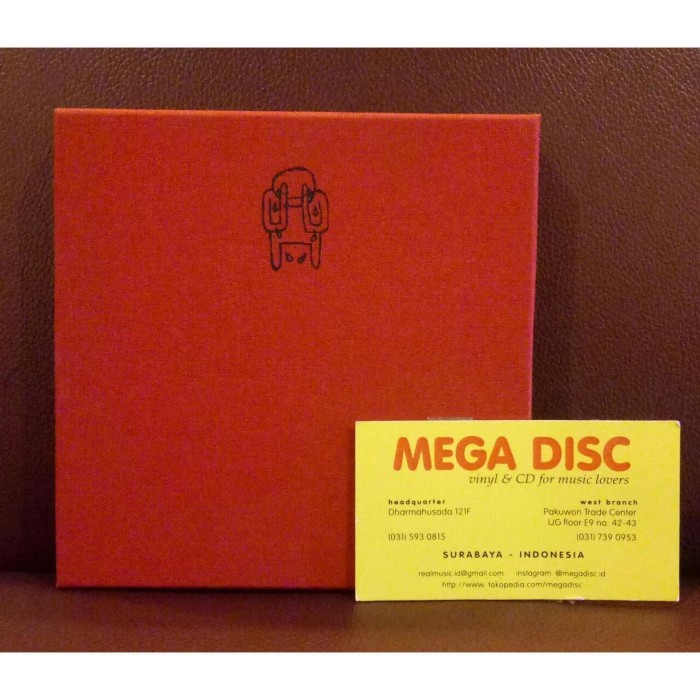 MEGA DISC
vinyl & CD for music lovers
headquarter
Dharmahusada 121F
(031) 593 0815
west branch
Pakuwon Trade Center
UG floor E9 no. 42-43
(031) 739 0953
SURABAYA - INDONESIA
realmusic.id@gmail.com instagram @megadisc.id
http://www. tokopedia.com/megadisc